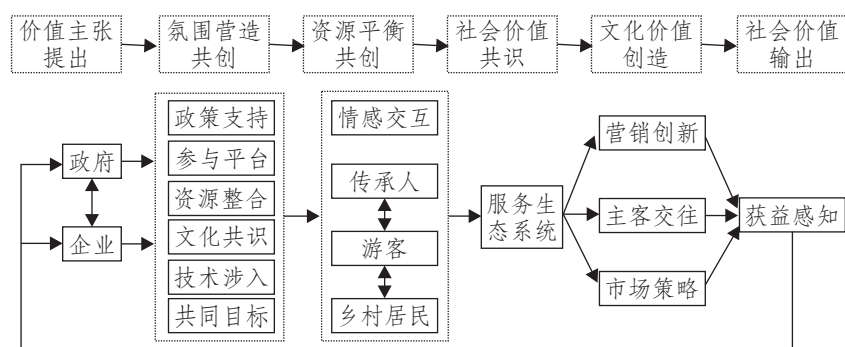 价值主张
提出
氛围营造
共创
资源平衡
共创
社会价值
共识
文化价值
创造
社会价值
输出
政府
企业
政策支持
参与平台
资源整合
文化共识
技术涉入
共同目标
情感交互
传承人
游客
乡村居民
服务生
态系统
营销创新
主客交往
市场策略
获益感知